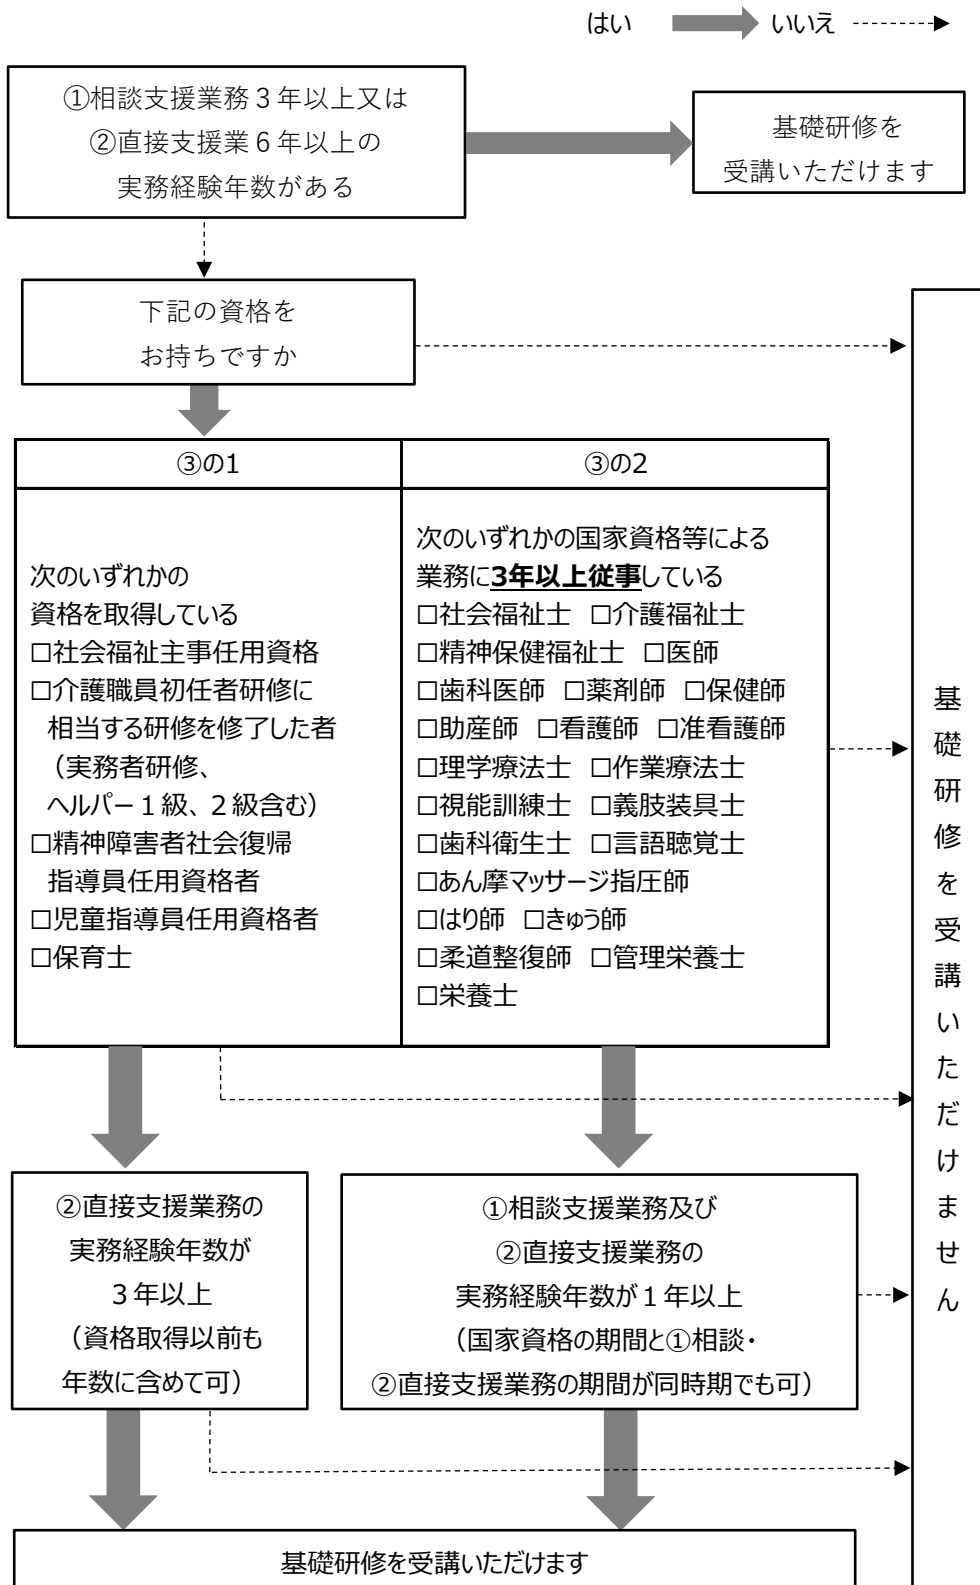 はい いいえ
①相談支援業務３年以上又は
②直接支援業６年以上の
実務経験年数がある
基礎研修を
受講いただけます
下記の資格を
お持ちですか
③の1
次のいずれかの
資格を取得している
□社会福祉主事任用資格
□介護職員初任者研修に
相当する研修を修了した者
（実務者研修、
ヘルパー１級、２級含む）
□精神障害者社会復帰
指導員任用資格者
□児童指導員任用資格者
□保育士
③の2
次のいずれかの国家資格等による
業務に3年以上従事している
□社会福祉士 □介護福祉士
□精神保健福祉士 □医師
□歯科医師 □薬剤師 □保健師
□助産師 □看護師 □准看護師
□理学療法士 □作業療法士
□視能訓練士 □義肢装具士
□歯科衛生士 □言語聴覚士
□あん摩マッサージ指圧師
□はり師 □きゅう師
□柔道整復師 □管理栄養士
□栄養士
②直接支援業務の
実務経験年数が
３年以上
（資格取得以前も
年数に含めて可）
①相談支援業務及び
②直接支援業務の
実務経験年数が１年以上
（国家資格の期間と①相談・
②直接支援業務の期間が同時期でも可）
基礎研修を受講いただけます
基礎研修を受講いただけません